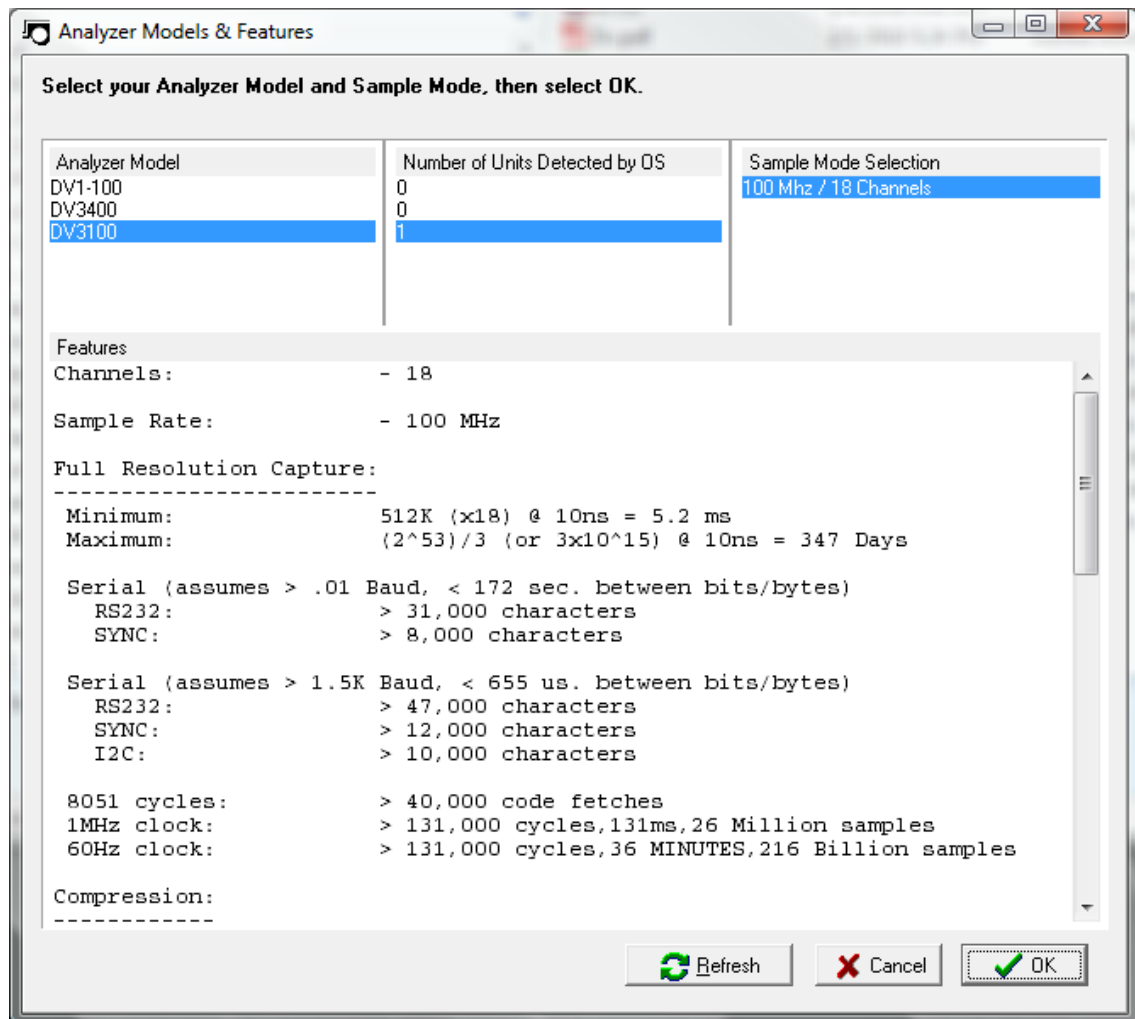 Analyzer Models & Features
Select your Analyzer Model and Sample Mode, then select OK.
Analyzer Model
DV1-100
DV3400
DV3100
Number of Units Detected by OS
0
0
1
Sample Mode Selection
100 Mhz / 18 Channels
Features
Channels: - 18
Sample Rate: - 100 MHz
Full Resolution Capture:
------------------------
Minimum: 512K (x18) @ 10ns = 5.2 ms
Maximum: (2^53)/3 (or 3x10^15) @ 10ns = 347 Days
Serial (assumes > .01 Baud, < 172 sec. between bits/bytes)
RS232: > 31,000 characters
SYNC: > 8,000 characters
Serial (assumes > 1.5K Baud, < 655 us. between bits/bytes)
RS232: > 47,000 characters
SYNC: > 12,000 characters
I2C: > 10,000 characters
8051 cycles: > 40,000 code fetches
1MHz clock: > 131,000 cycles,131ms,26 Million samples
60Hz clock: > 131,000 cycles,36 MINUTES,216 Billion samples
Compression:
------------
Refresh
Cancel
OK